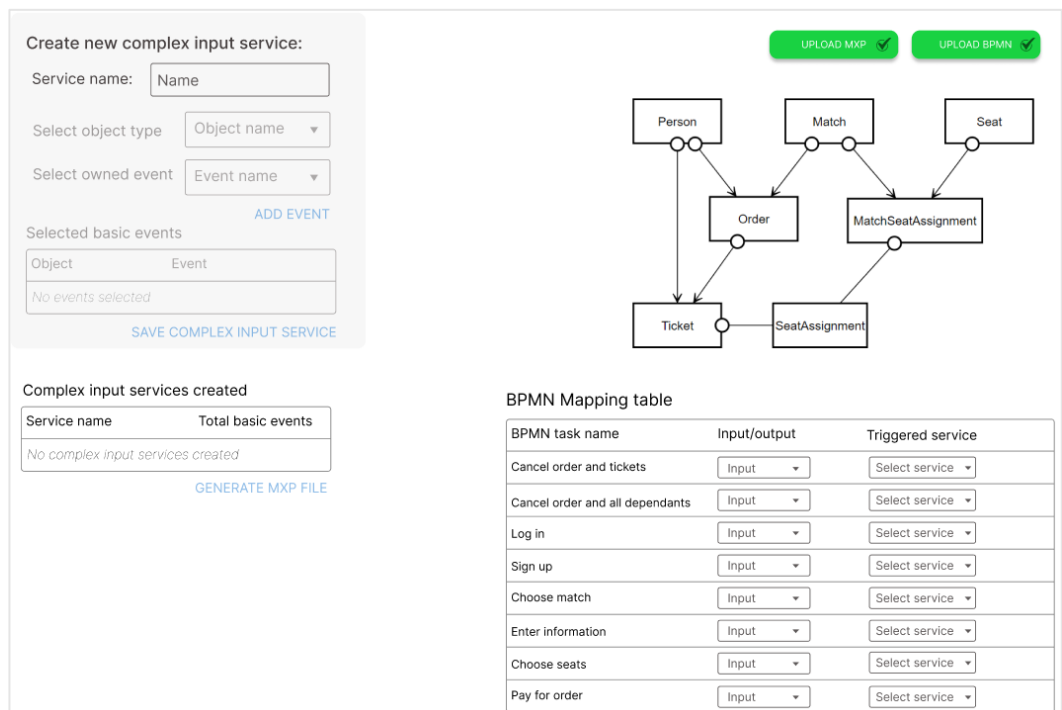 Create new complex input service:
Service name: Name
Select object type Object name
Select owned event Event name
ADD EVENT
Selected basic events
Object Event
No events selected
SAVE COMPLEX INPUT SERVICE
UPLOAD MXP UPLOAD BPMN
Person Match Seat
Order MatchSeatAssignment
Ticket SeatAssignment
Complex input services created
Service name Total basic events
No complex input services created
GENERATE MXP FILE
BPMN Mapping table
BPMN task name Input/output Triggered service
Cancel order and tickets Input Select service
Cancel order and all dependants Input Select service
Log in Input Select service
Sign up Input Select service
Choose match Input Select service
Enter information Input Select service
Choose seats Input Select service
Pay for order Input Select service